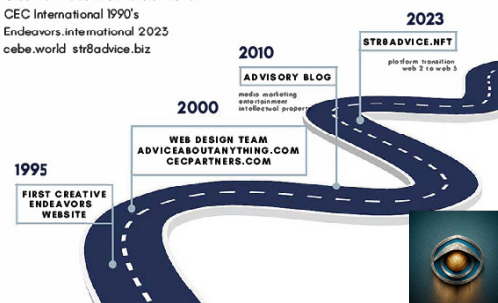 CEC International 1990's
Endeavors.international 2023
cebe.world str8advice.biz
2023
STR8ADVICE.NFT
platform transition
web 2 to web 3
2010
ADVISORY BLOG
media marketing
entertainment
intellectual property
2000
WEB DESIGN TEAM
ADVICEABOUTANYTHING.COM
CECPARTNERS.COM
1995
FIRST CREATIVE
ENDEAVORS
WEBSITE